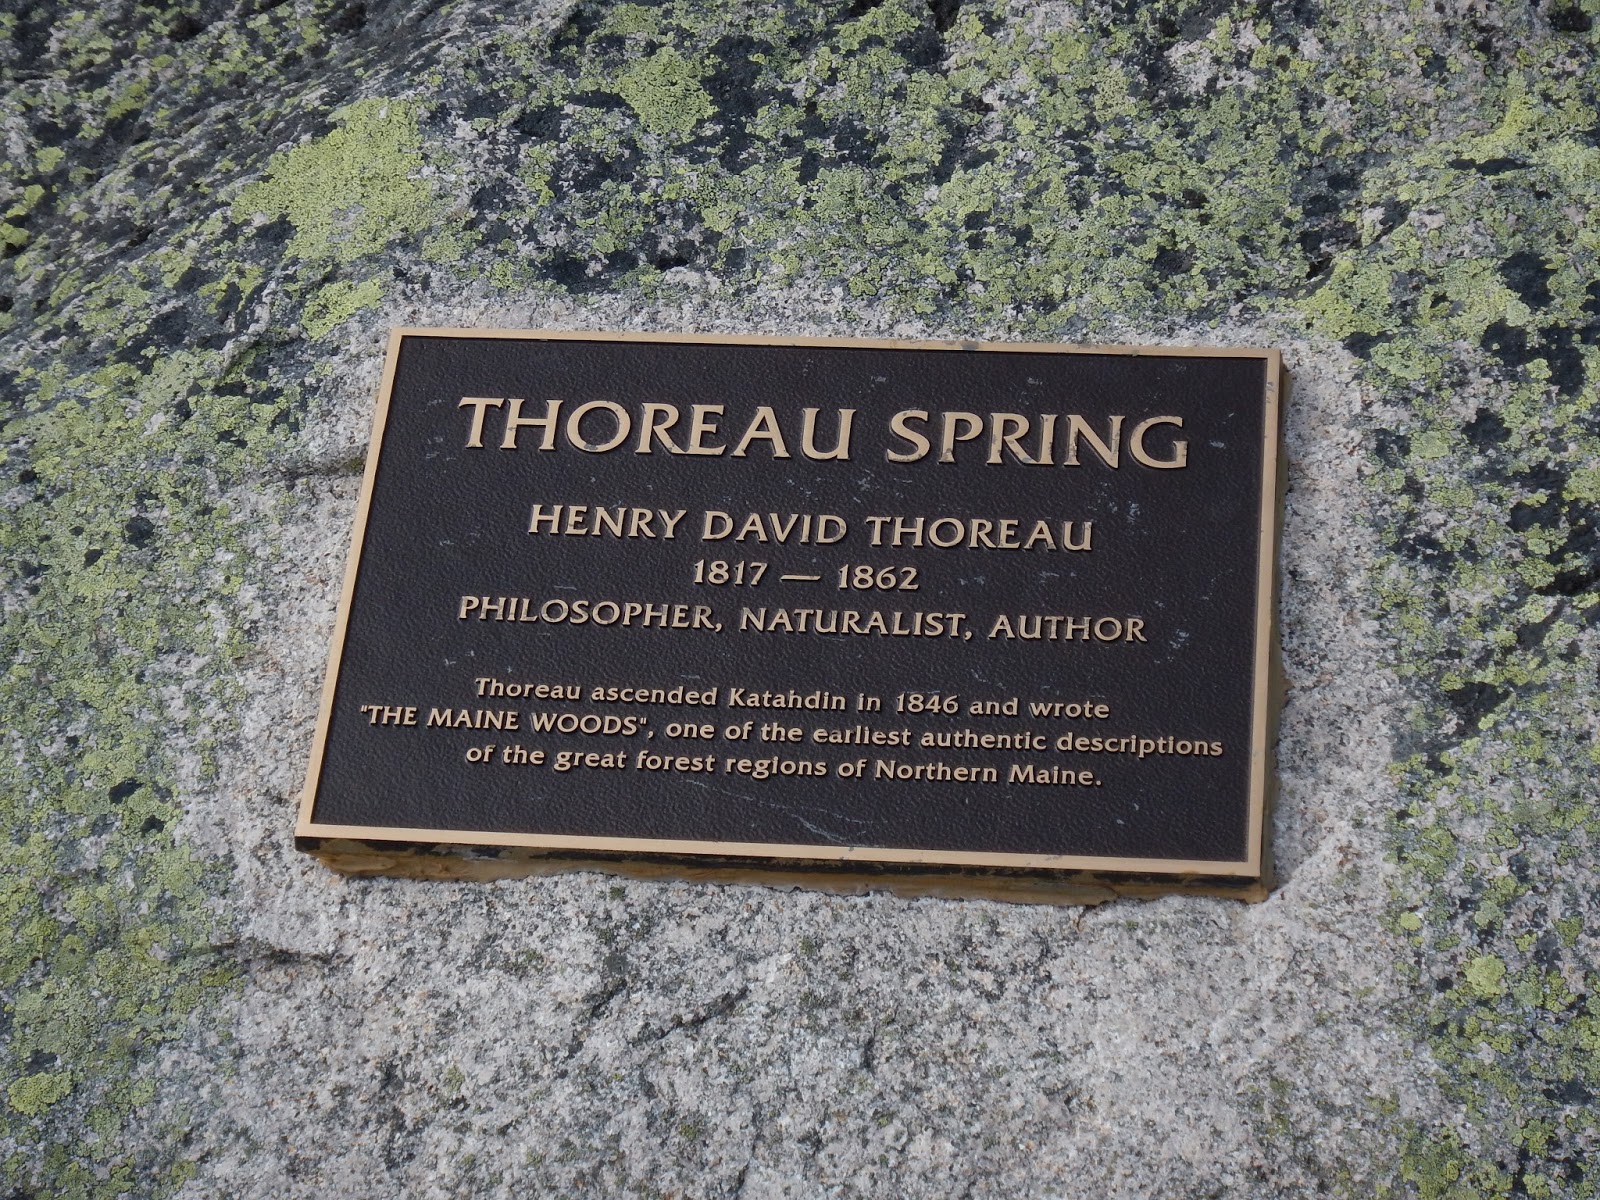 THOREAU SPRING
HENRY DAVID THOREAU
1817 — 1862
PHILOSOPHER, NATURALIST, AUTHOR
Thoreau ascended Katahdin in 1846 and wrote
"THE MAINE WOODS", one of the earliest authentic descriptions
of the great forest regions of Northern Maine.